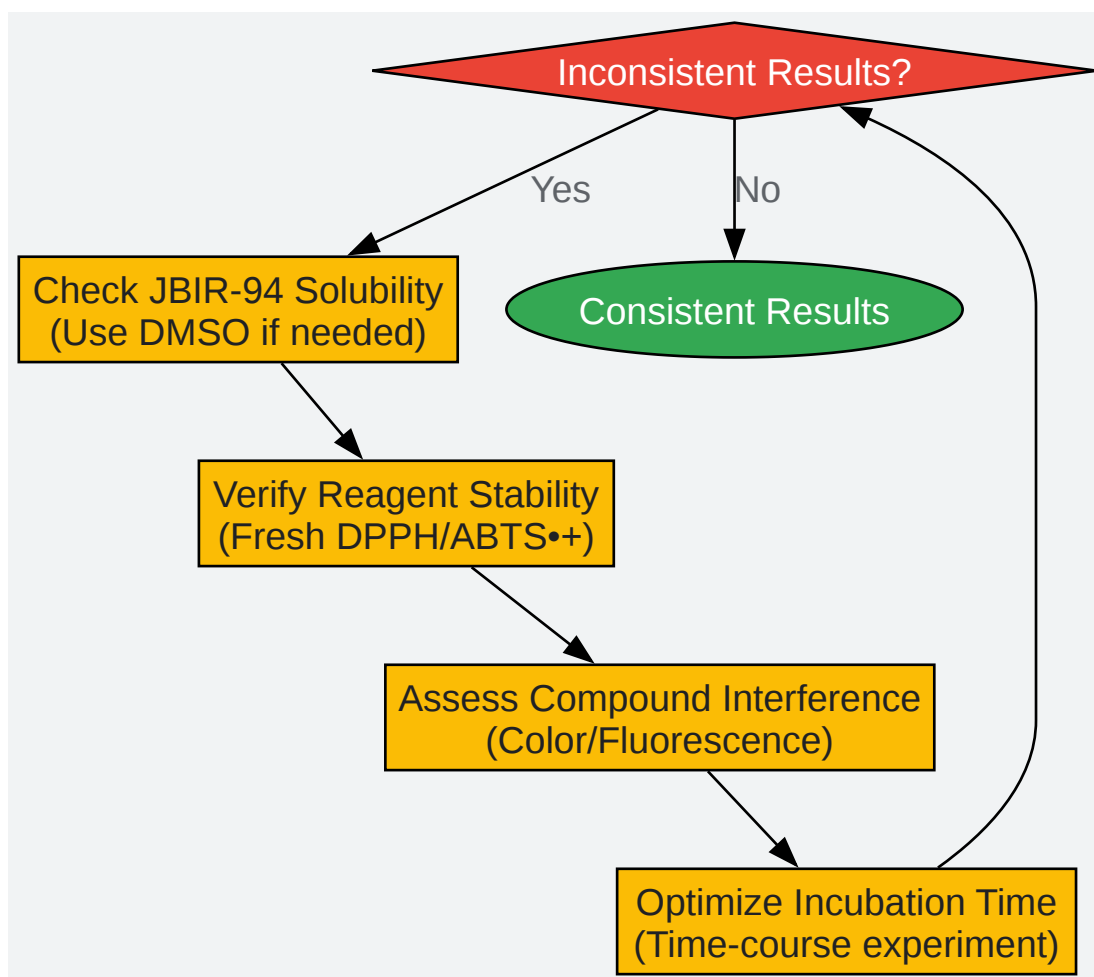 Inconsistent Results?
Yes
No
Check JBIR-94 Solubility
(Use DMSO if needed)
Consistent Results
Verify Reagent Stability
(Fresh DPPH/ABTS•+)
Assess Compound Interference
(Color/Fluorescence)
Optimize Incubation Time
(Time-course experiment)